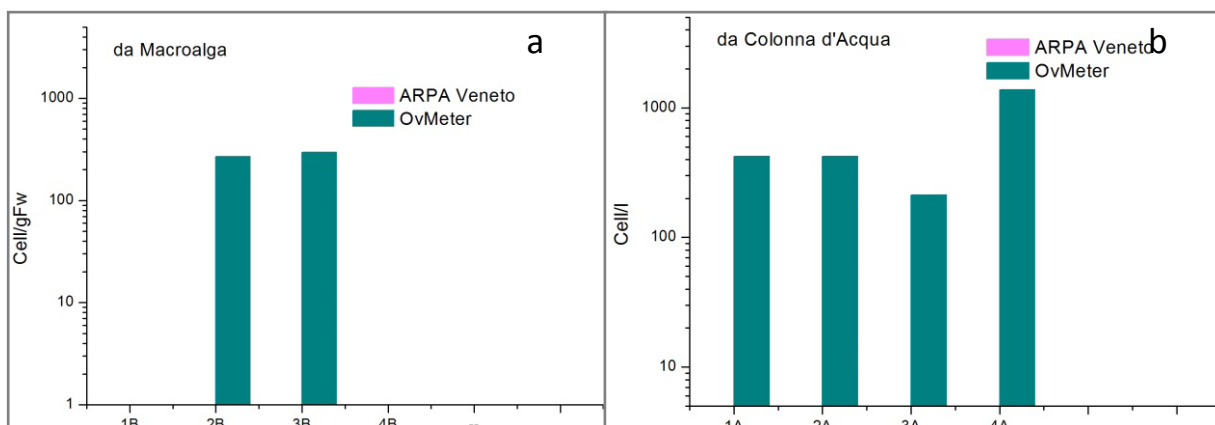 da Macroalga
a
ARPA Veneto
OvMeter
1000
100
10
1
Cell/gFw
1B
2B
3B
4B
da Colonna d'Acqua
b
ARPA Veneto
OvMeter
1000
100
10
Cell/l
1A
2A
3A
4A